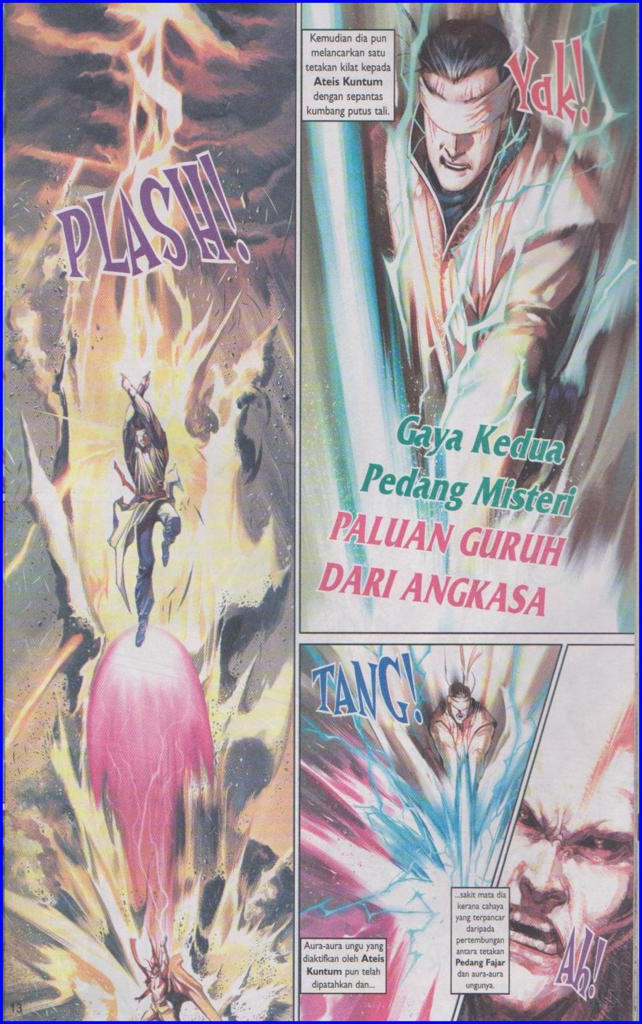 PLASH!
Kemudian dia pun
melancarkan satu
tetakan kilat kepada
Ateis Kuntum
dengan sepantas
kumbang putus tali.
Yak!
Gaya Kedua
Pedang Misteri
PALUAN GURUH
DARI ANGKASA
TANG!
Aura-aura ungu yang
diaktifkan oleh Ateis
Kuntum pun telah
dipatahkan dan...
...sakit mata dia
kerana cahaya
yang terpancar
daripada
pertembungan
antara tetakan
Pedang Fajar
dan aura-aura
ungunya.
Ah!
13